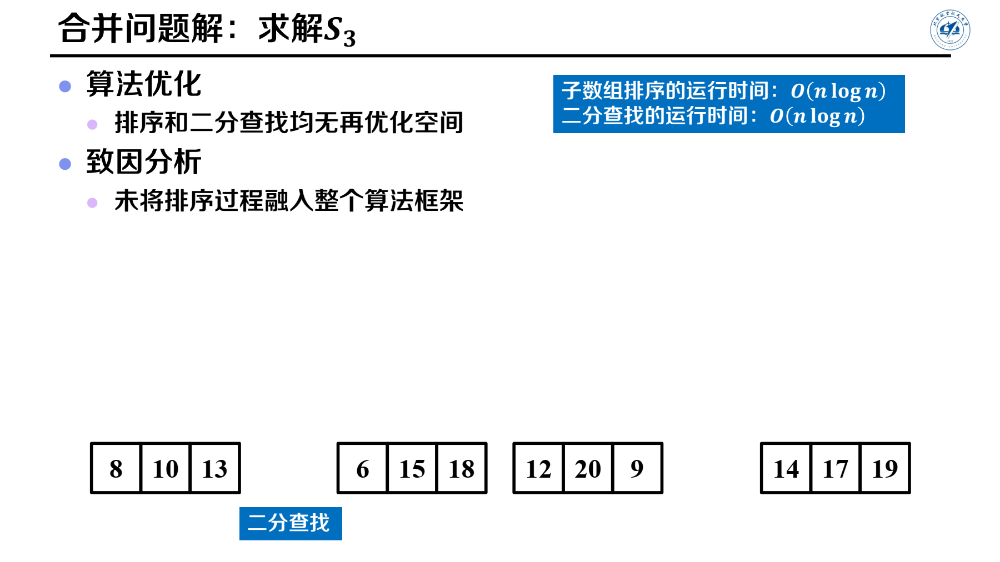 合并问题解：求解S₃
算法优化
排序和二分查找均无再优化空间
致因分析
未将排序过程融入整个算法框架
子数组排序的运行时间：O(n log n)
二分查找的运行时间：O(n log n)
8 10 13 6 15 18 12 20 9 14 17 19
二分查找